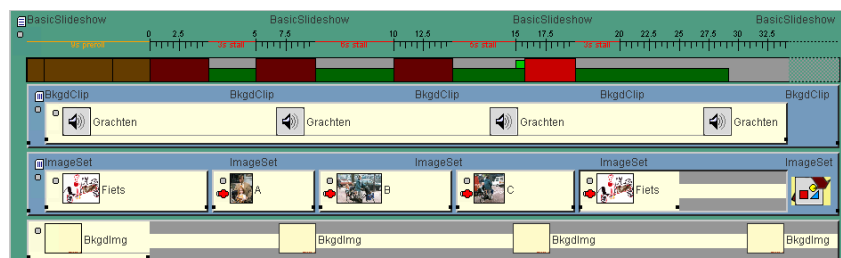 BasicSlideshow BasicSlideshow BasicSlideshow BasicSlideshow
9s preroll 0 2.5 3s stall 5 7.5 6s stall 10 12.5 6s stall 15 17.5 3s stall 20 22.5 25 27.5 30 32.5
BkgdClip BkgdClip BkgdClip BkgdClip BkgdClip
Grachten Grachten Grachten Grachten
ImageSet ImageSet ImageSet ImageSet ImageSet
Fiets A B C Fiets
BkgdImg BkgdImg BkgdImg BkgdImg